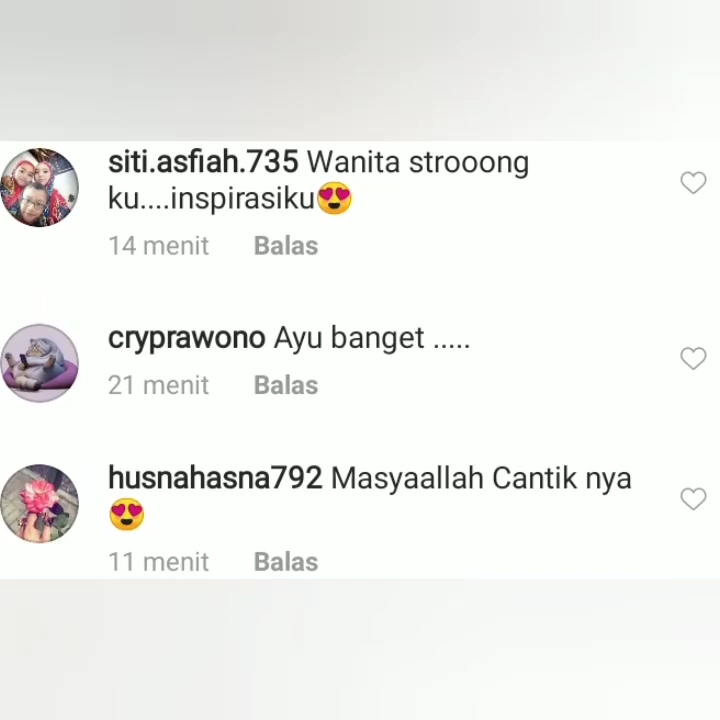 siti.asfiah.735 Wanita strooong
ku....inspirasiku😍
14 menit Balas
cryprawono Ayu banget .....
21 menit Balas
husnahasna792 Masyaallah Cantik nya
😍
11 menit Balas